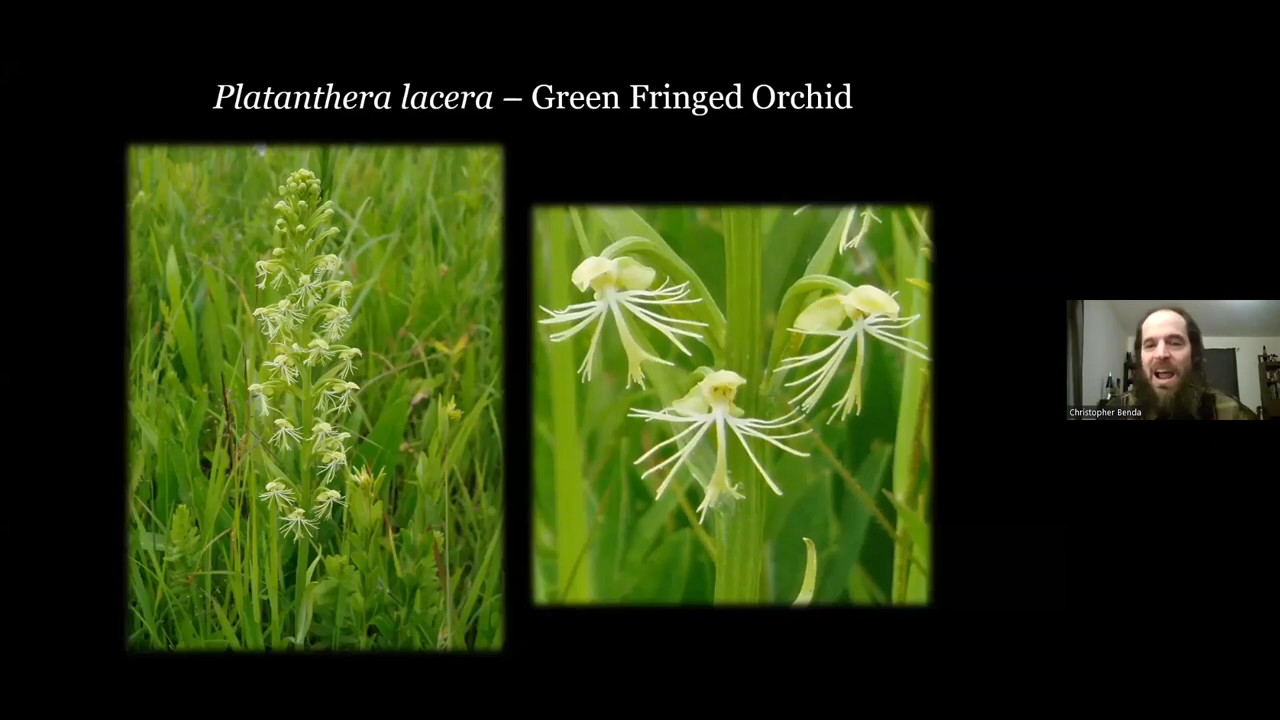 Platanthera lacera – Green Fringed Orchid
Christopher Benda